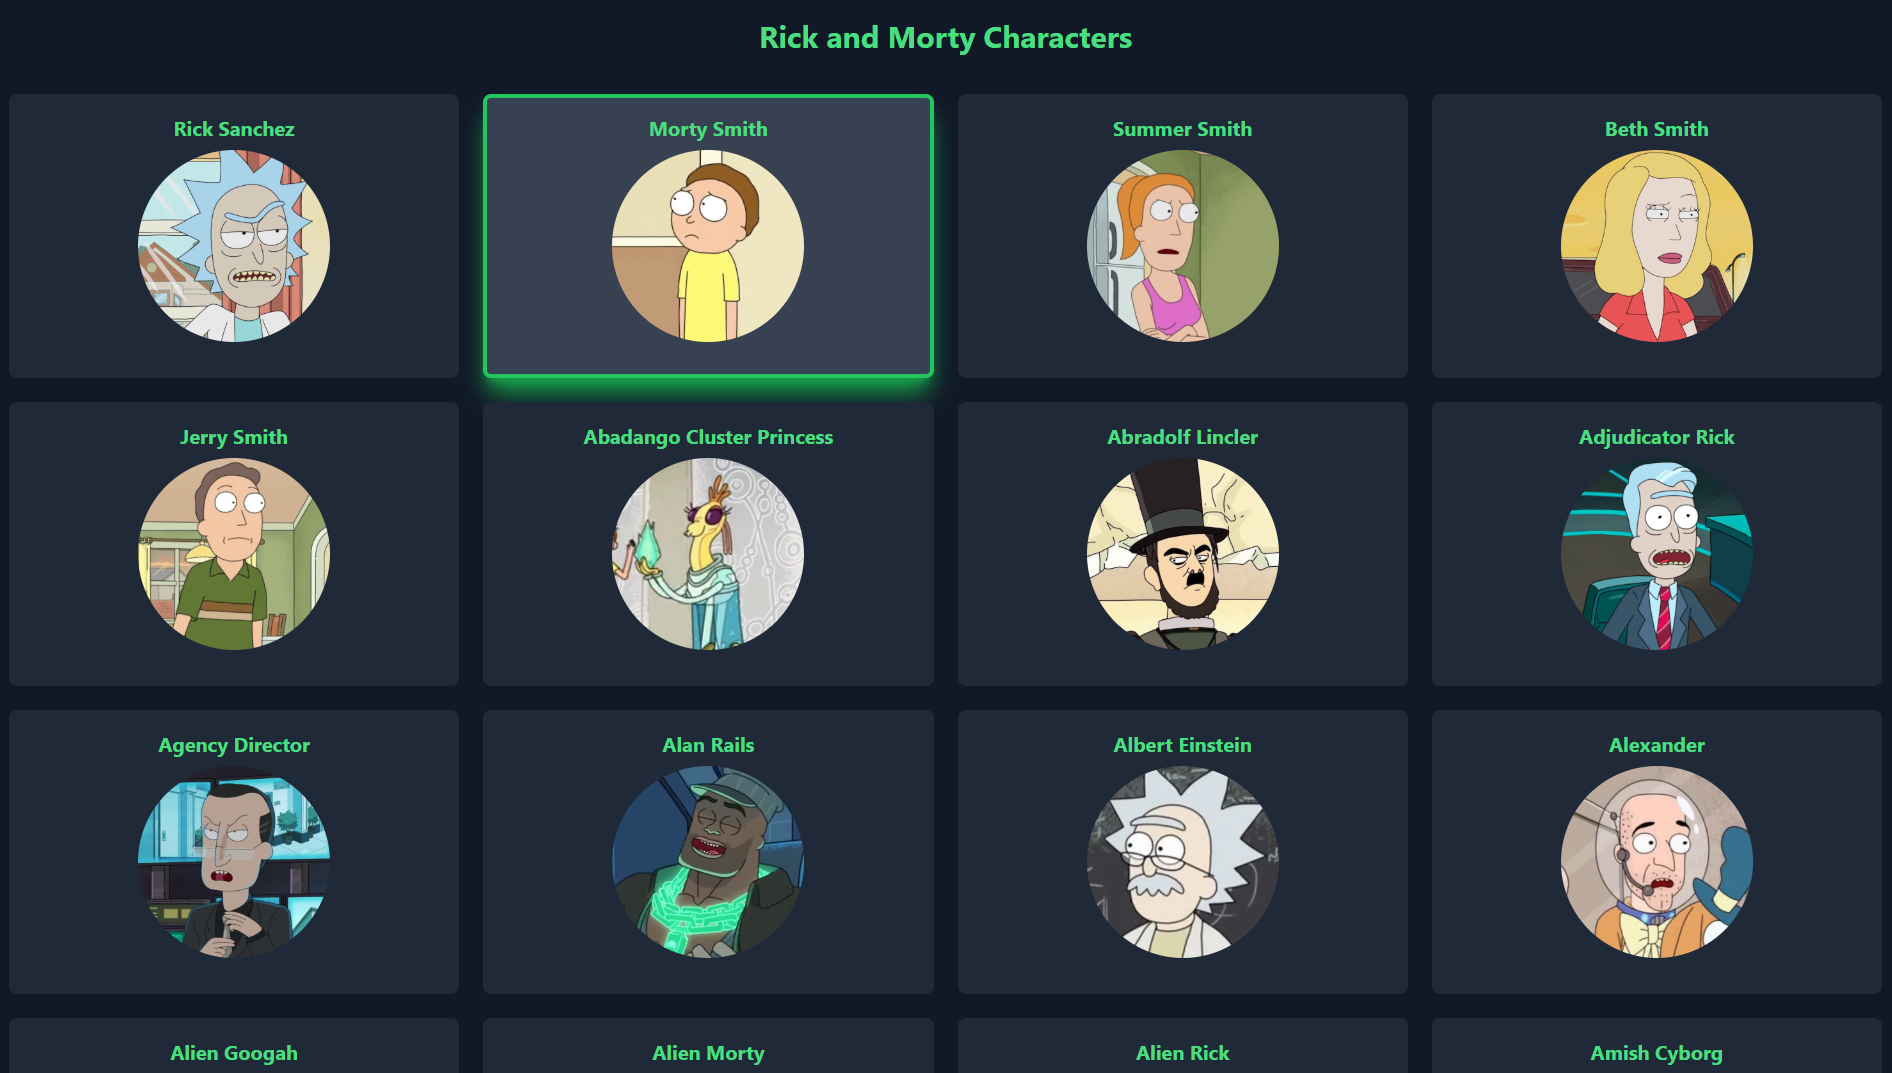 Rick and Morty Characters
Rick Sanchez
Morty Smith
Summer Smith
Beth Smith
Jerry Smith
Abadango Cluster Princess
Abradolf Lincler
Adjudicator Rick
Agency Director
Alan Rails
Albert Einstein
Alexander
Alien Googah
Alien Morty
Alien Rick
Amish Cyborg